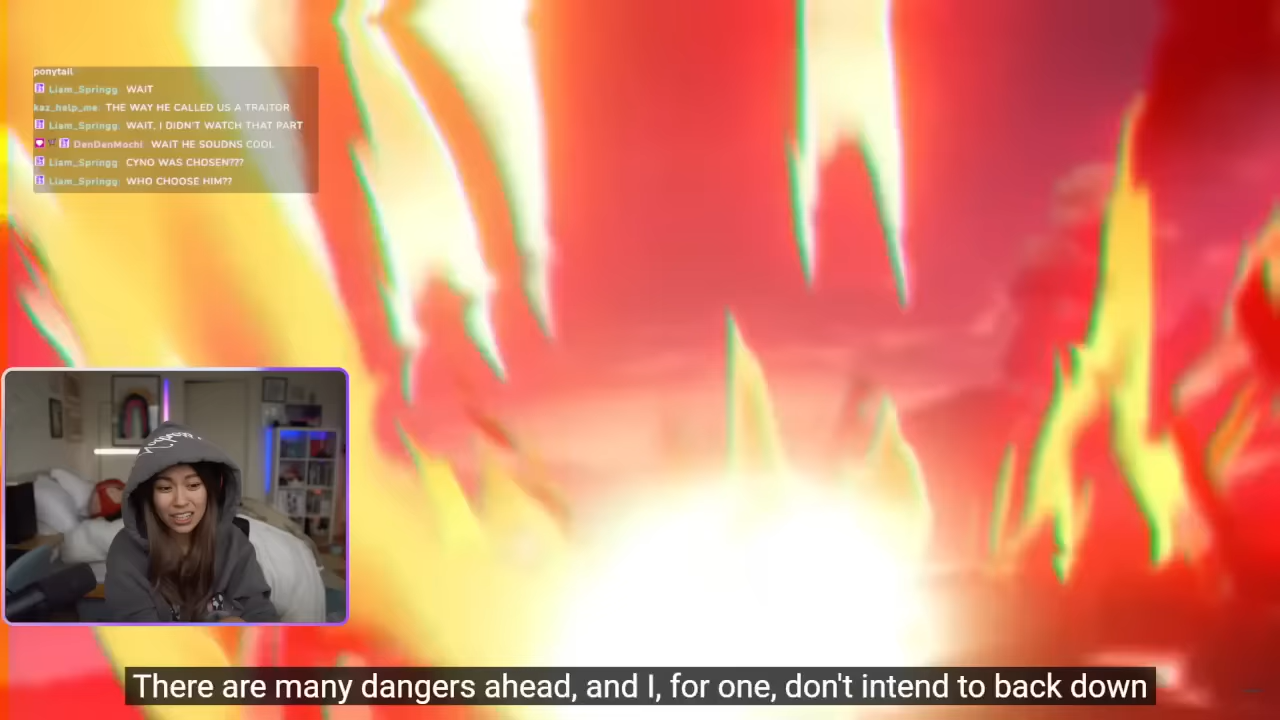 ponytail
Liam_Springg: WAIT
kaz_help_me: THE WAY HE CALLED US A TRAITOR
Liam_Springg: WAIT, I DIDN'T WATCH THAT PART
DenDenMochi: WAIT HE SOUDNS COOL
Liam_Springg: CYNO WAS CHOSEN???
Liam_Springg: WHO CHOOSE HIM??
There are many dangers ahead, and I, for one, don't intend to back down